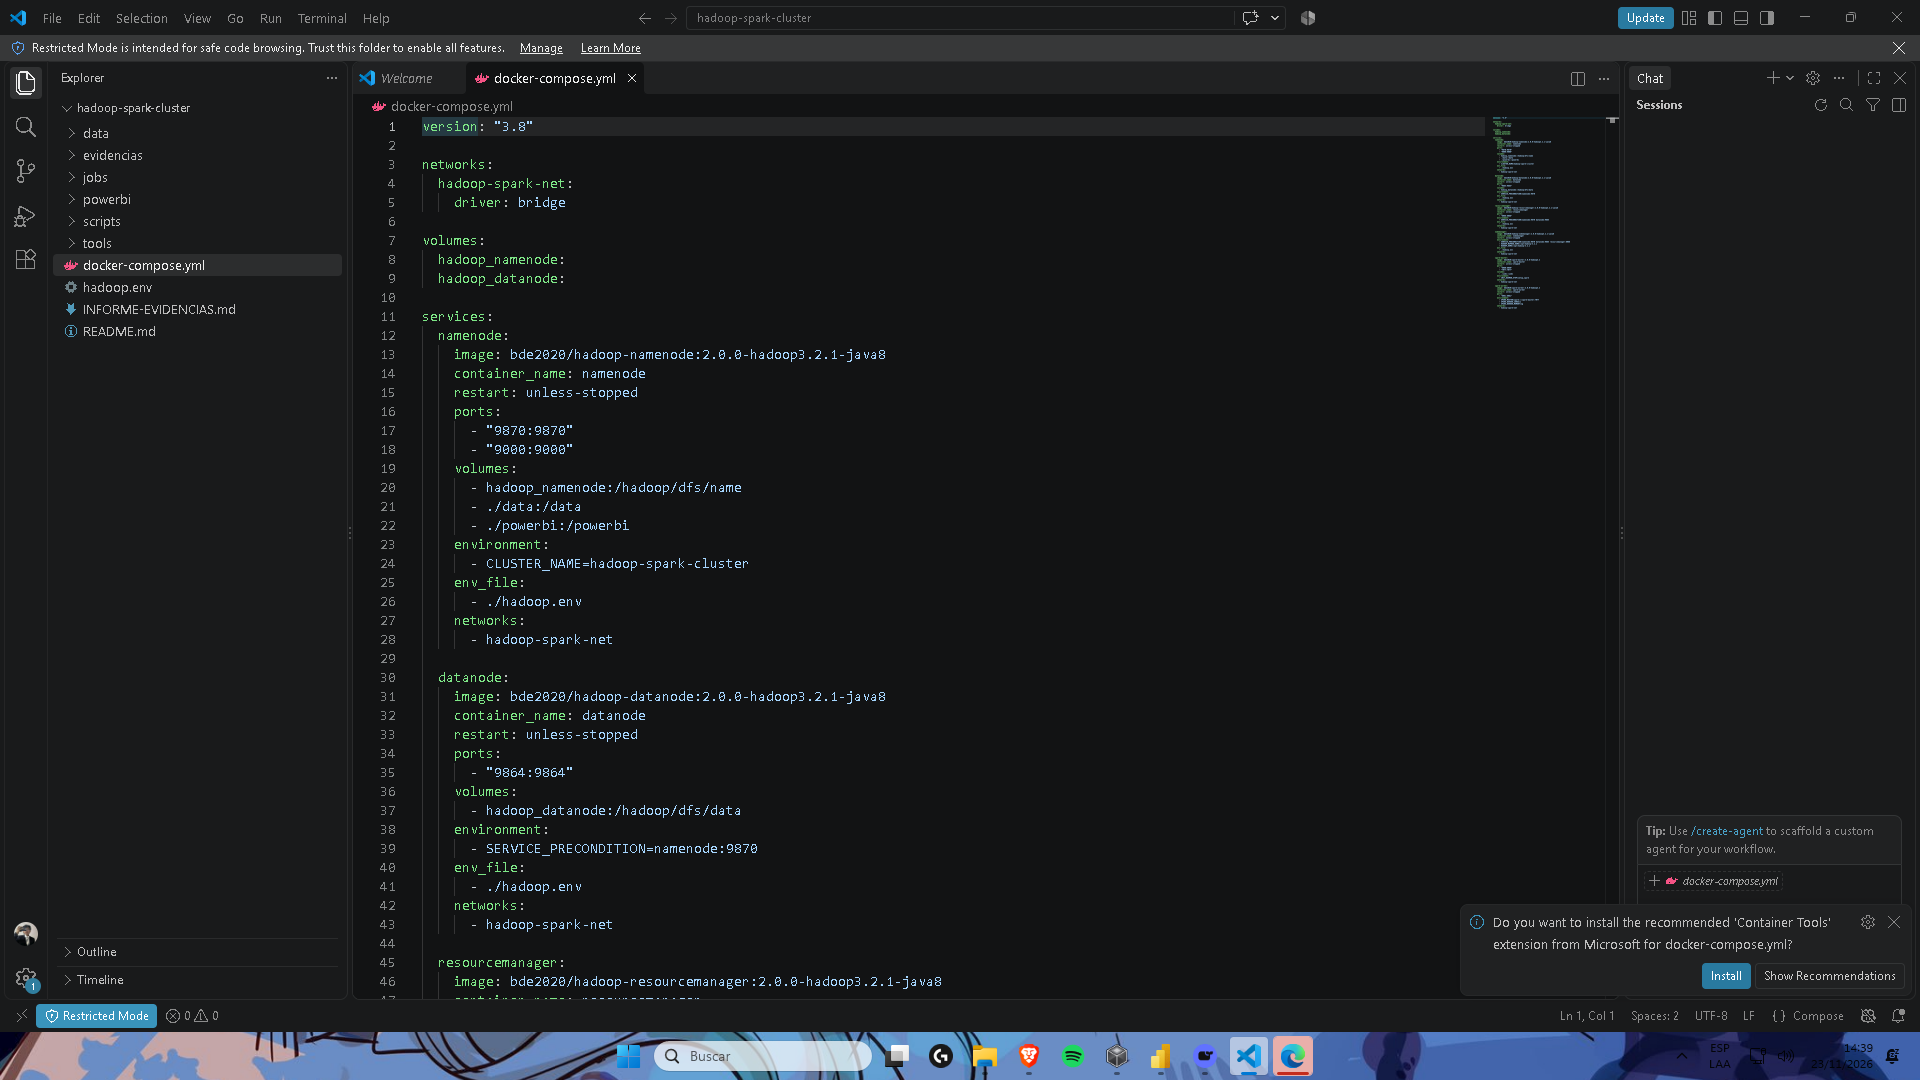 File Edit Selection View Go Run Terminal Help
hadoop-spark-cluster
Update
Restricted Mode is intended for safe code browsing. Trust this folder to enable all features. Manage Learn More
Explorer
hadoop-spark-cluster
data
evidencias
jobs
powerbi
scripts
tools
docker-compose.yml
hadoop.env
INFORME-EVIDENCIAS.md
README.md
Outline
Timeline
Welcome
docker-compose.yml
docker-compose.yml
1 version: "3.8"
2
3 networks:
4 hadoop-spark-net:
5 driver: bridge
6
7 volumes:
8 hadoop_namenode:
9 hadoop_datanode:
10
11 services:
12 namenode:
13 image: bde2020/hadoop-namenode:2.0.0-hadoop3.2.1-java8
14 container_name: namenode
15 restart: unless-stopped
16 ports:
17 - "9870:9870"
18 - "9000:9000"
19 volumes:
20 - hadoop_namenode:/hadoop/dfs/name
21 - ./data:/data
22 - ./powerbi:/powerbi
23 environment:
24 - CLUSTER_NAME=hadoop-spark-cluster
25 env_file:
26 - ./hadoop.env
27 networks:
28 - hadoop-spark-net
29
30 datanode:
31 image: bde2020/hadoop-datanode:2.0.0-hadoop3.2.1-java8
32 container_name: datanode
33 restart: unless-stopped
34 ports:
35 - "9864:9864"
36 volumes:
37 - hadoop_datanode:/hadoop/dfs/data
38 environment:
39 - SERVICE_PRECONDITION=namenode:9870
40 env_file:
41 - ./hadoop.env
42 networks:
43 - hadoop-spark-net
44
45 resourcemanager:
46 image: bde2020/hadoop-resourcemanager:2.0.0-hadoop3.2.1-java8
Chat
Sessions
Tip: Use /create-agent to scaffold a custom
agent for your workflow.
docker-compose.yml
Do you want to install the recommended 'Container Tools'
extension from Microsoft for docker-compose.yml?
Install Show Recommendations
1
Restricted Mode 0 0
Ln 1, Col 1 Spaces: 2 UTF-8 LF {} Compose
Buscar
ESP
LAA
14:39
23/11/2026